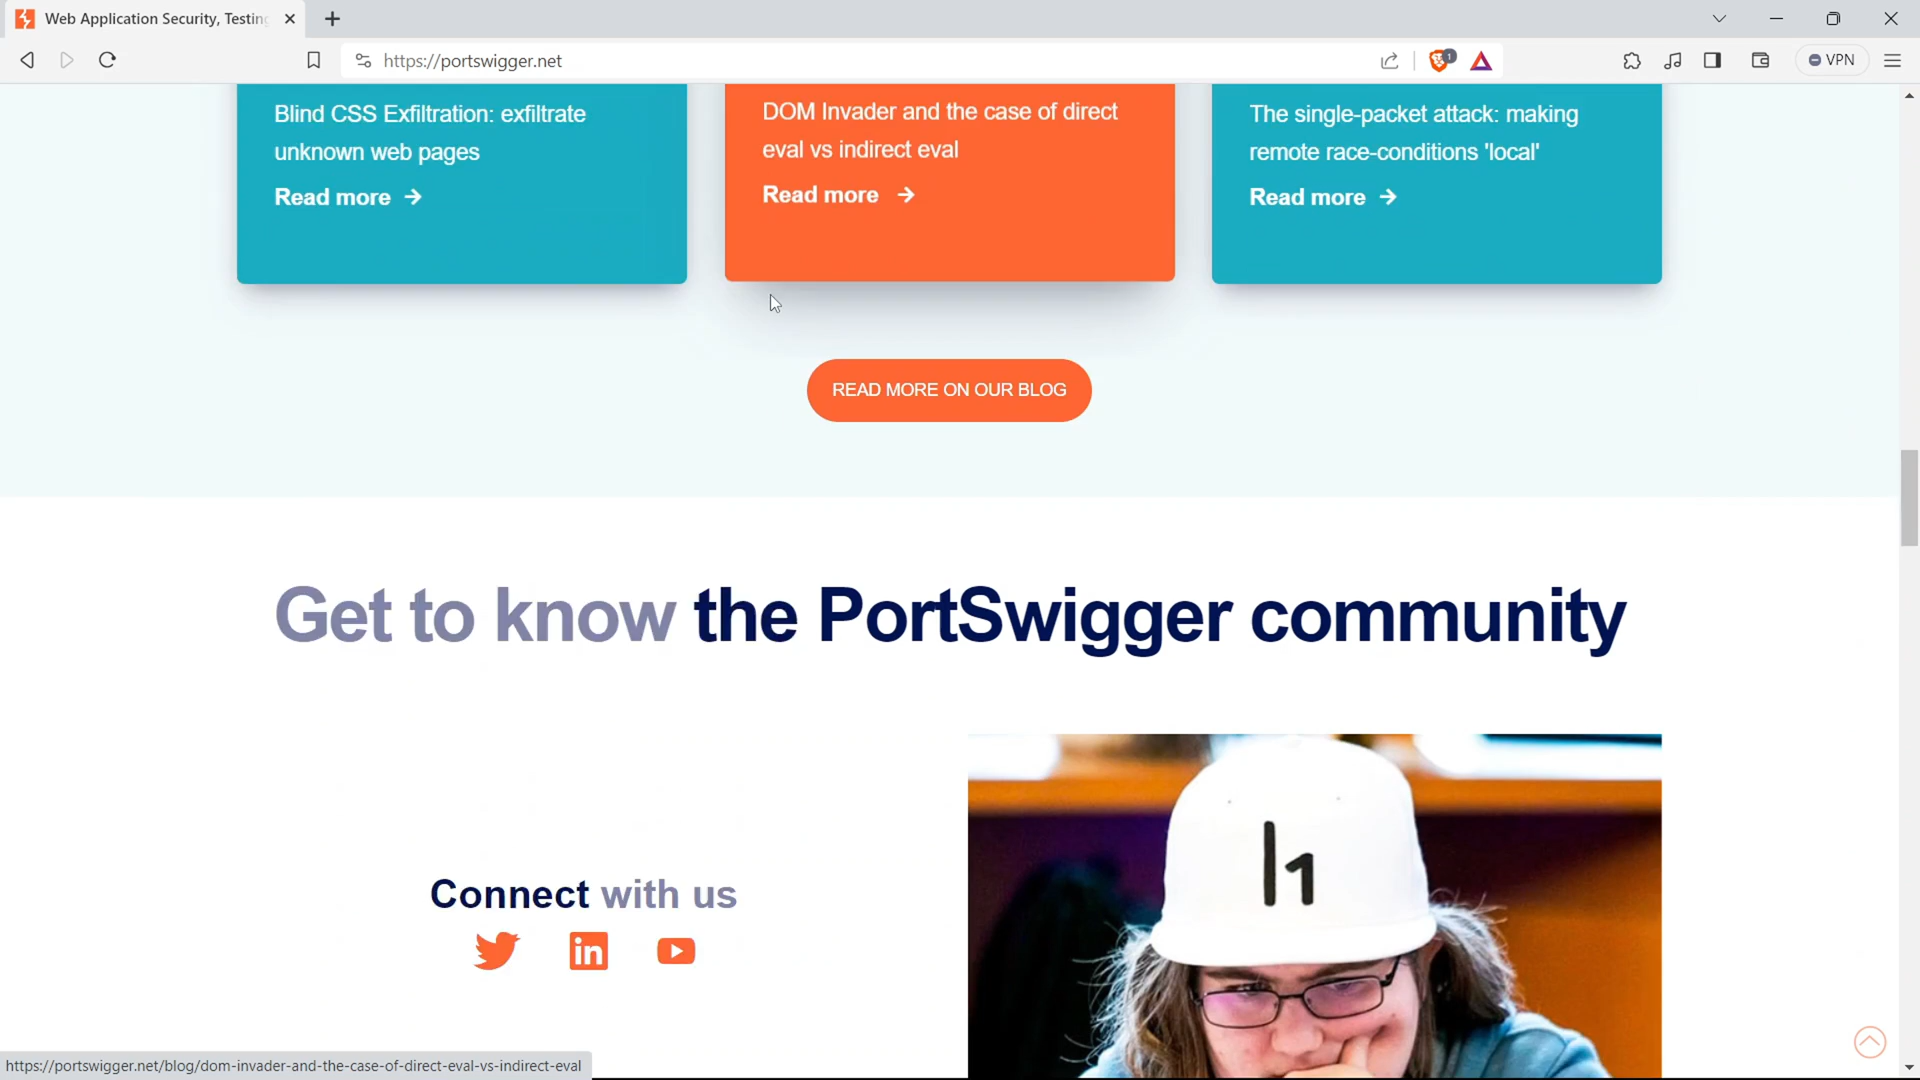 Web Application Security, Testing
https://portswigger.net
1
VPN
Blind CSS Exfiltration: exfiltrate
unknown web pages
Read more →
DOM Invader and the case of direct
eval vs indirect eval
Read more →
The single-packet attack: making
remote race-conditions 'local'
Read more →
READ MORE ON OUR BLOG
Get to know the PortSwigger community
Connect with us
in
h1
https://portswigger.net/blog/dom-invader-and-the-case-of-direct-eval-vs-indirect-eval